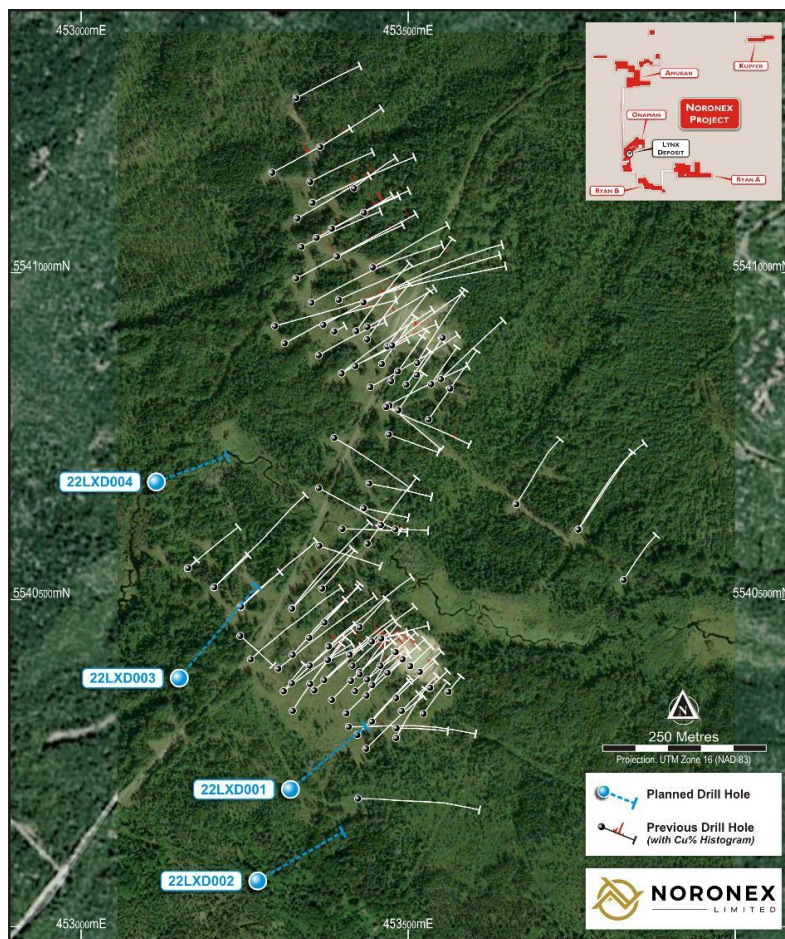 453000mE
453500mE
KUPFER
AMUKAN
NORONEX
PROJECT
ONAMAN
LYNX
DEPOSIT
RYAN B
RYAN A
5541000mN
5541000mN
22LXD004
5540500mN
5540500mN
22LXD003
N
250 Metres
Projection: UTM Zone 16 (NAD 83)
22LXD001
Planned Drill Hole
Previous Drill Hole
(with Cu% Histogram)
22LXD002
NORONEX
LIMITED
453000mE
453500mE